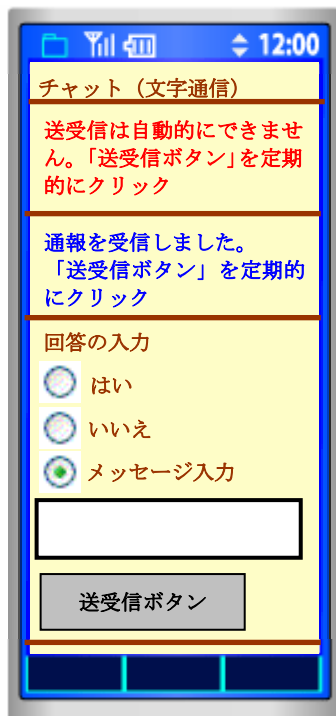 12:00
チャット（文字通信）
送受信は自動的にできませ
ん。「送受信ボタン」を定期
的にクリック
通報を受信しました。
「送受信ボタン」を定期的
にクリック
回答の入力
はい
いいえ
メッセージ入力
送受信ボタン